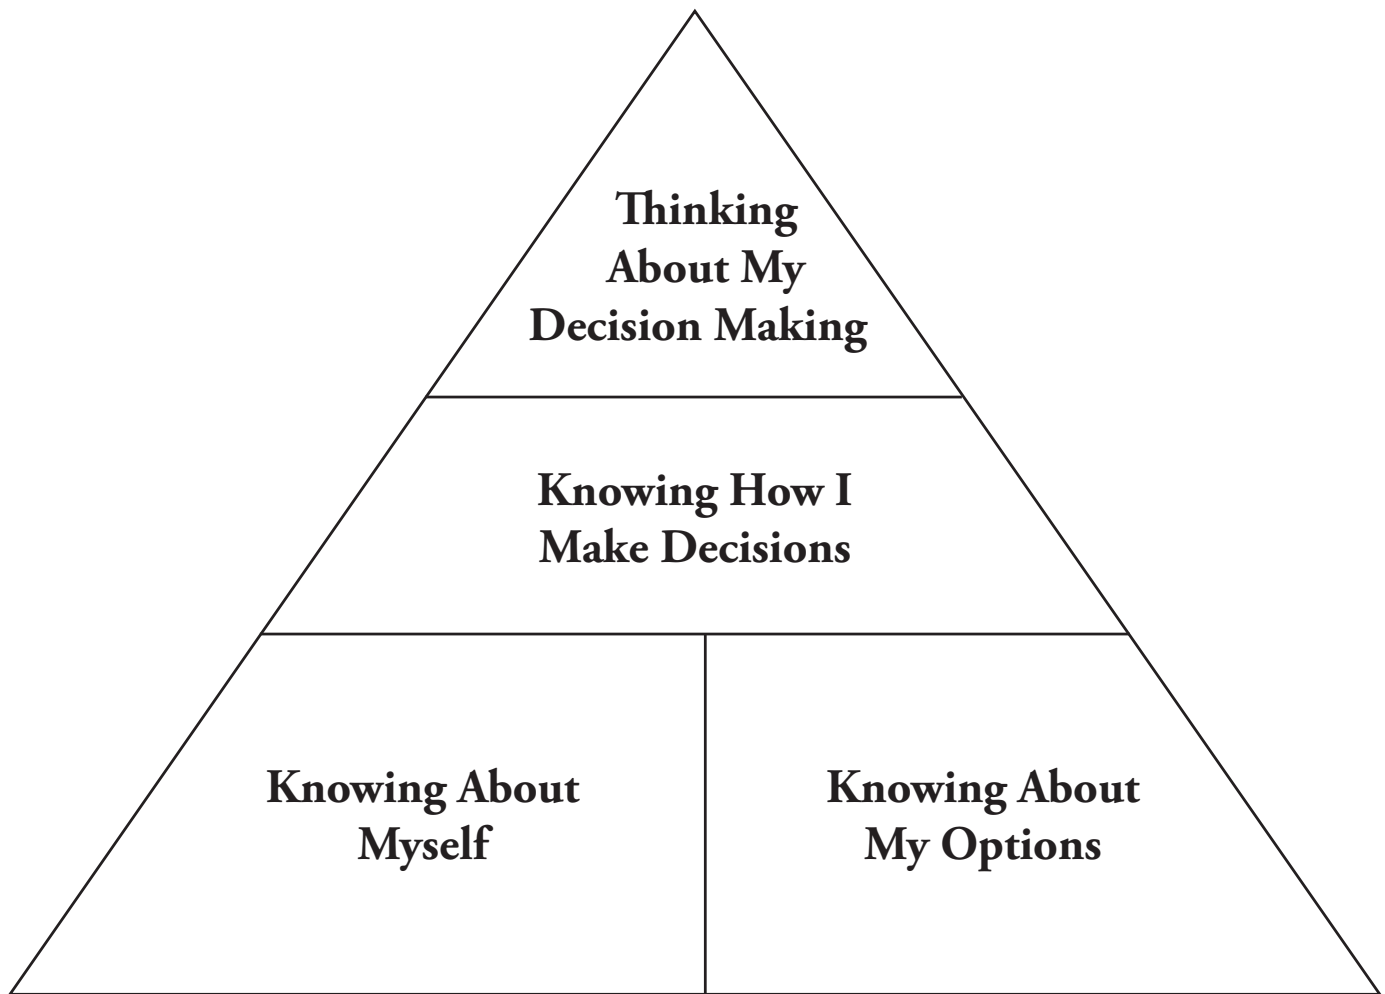 Thinking
About My
Decision Making
Knowing How I
Make Decisions
Knowing About
Myself
Knowing About
My Options